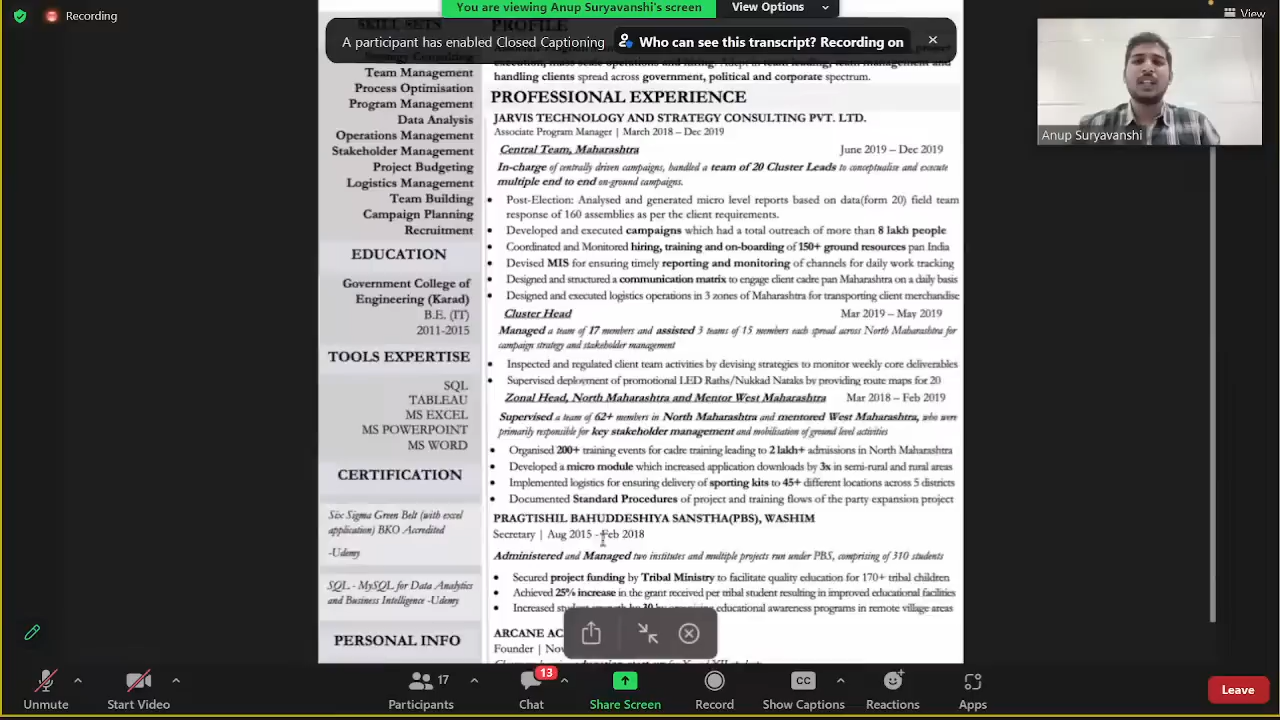 You are viewing Anup Suryavanshi's screen
View Options
Recording
View
A participant has enabled Closed Captioning
Who can see this transcript? Recording on
Anup Suryavanshi
SKILL SETS
Team Management
Process Optimisation
Program Management
Data Analysis
Operations Management
Stakeholder Management
Project Budgeting
Logistics Management
Team Building
Campaign Planning
Recruitment
EDUCATION
Government College of
Engineering (Karad)
B.E. (IT)
2011-2015
TOOLS EXPERTISE
SQL
TABLEAU
MS EXCEL
MS POWERPOINT
MS WORD
CERTIFICATION
Six Sigma Green Belt (with excel
application) BKO Accredited
-Udemy
SQL - MySQL for Data Analytics
and Business Intelligence -Udemy
PERSONAL INFO
PROFILE
execution, mass scale operations and hiring. Adept in team leading, team management and
handling clients spread across government, political and corporate spectrum.
PROFESSIONAL EXPERIENCE
JARVIS TECHNOLOGY AND STRATEGY CONSULTING PVT. LTD.
Associate Program Manager | March 2018 – Dec 2019
Central Team, Maharashtra June 2019 – Dec 2019
In-charge of centrally driven campaigns, handled a team of 20 Cluster Leads to conceptualise and execute
multiple end to end on-ground campaigns.
• Post-Election: Analysed and generated micro level reports based on data(form 20) field team
response of 160 assemblies as per the client requirements.
• Developed and executed campaigns which had a total outreach of more than 8 lakh people
• Coordinated and Monitored hiring, training and on-boarding of 150+ ground resources pan India
• Devised MIS for ensuring timely reporting and monitoring of channels for daily work tracking
• Designed and structured a communication matrix to engage client cadre pan Maharashtra on a daily basis
• Designed and executed logistics operations in 3 zones of Maharashtra for transporting client merchandise
Cluster Head Mar 2019 – May 2019
Managed a team of 17 members and assisted 3 teams of 15 members each spread across North Maharashtra for
campaign strategy and stakeholder management
• Inspected and regulated client team activities by devising strategies to monitor weekly core deliverables
• Supervised deployment of promotional LED Raths/Nukkad Nataks by providing route maps for 20
Zonal Head, North Maharashtra and Mentor West Maharashtra Mar 2018 – Feb 2019
Supervised a team of 62+ members in North Maharashtra and mentored West Maharashtra, who were
primarily responsible for key stakeholder management and mobilisation of ground level activities
• Organised 200+ training events for cadre training leading to 2 lakh+ admissions in North Maharashtra
• Developed a micro module which increased application downloads by 3x in semi-rural and rural areas
• Implemented logistics for ensuring delivery of sporting kits to 45+ different locations across 5 districts
• Documented Standard Procedures of project and training flows of the party expansion project
PRAGTISHIL BAHUDDESHIYA SANSTHA(PBS), WASHIM
Secretary | Aug 2015 - Feb 2018
Administered and Managed two institutes and multiple projects run under PBS, comprising of 310 students
• Secured project funding by Tribal Ministry to facilitate quality education for 170+ tribal children
• Achieved 25% increase in the grant received per tribal student resulting in improved educational facilities
• Increased educational awareness programs in remote village areas
ARCANE
Founder |
Unmute
Start Video
17
Participants
13
Chat
Share Screen
Record
CC
Show Captions
Reactions
Apps
Leave